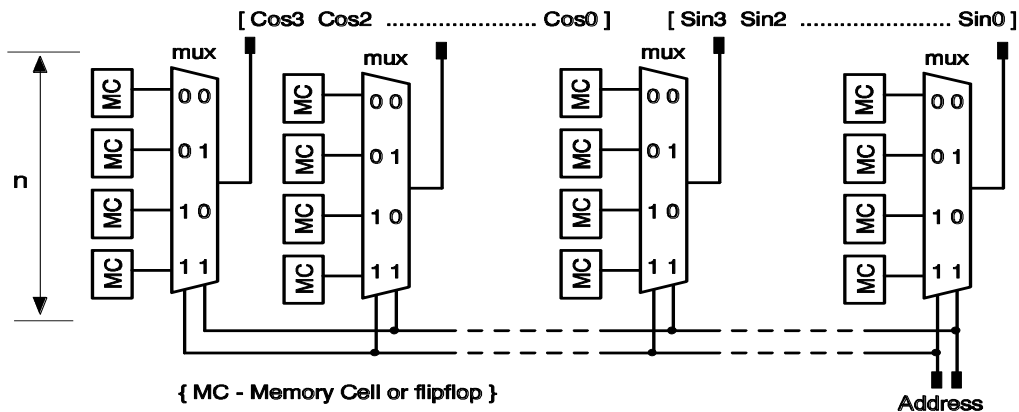 [ Cos3 Cos2 ........................ Cos0 ] [ Sin3 Sin2 ........................ Sin0 ]
mux mux mux
MC 0 0 MC 0 0 MC 0 0 MC 0 0
MC 0 1 MC 0 1 MC 0 1 MC 0 1
n
MC 1 0 MC 1 0 MC 1 0 MC 1 0
MC 1 1 MC 1 1 MC 1 1 MC 1 1
{ MC - Memory Cell or flipflop }
Address